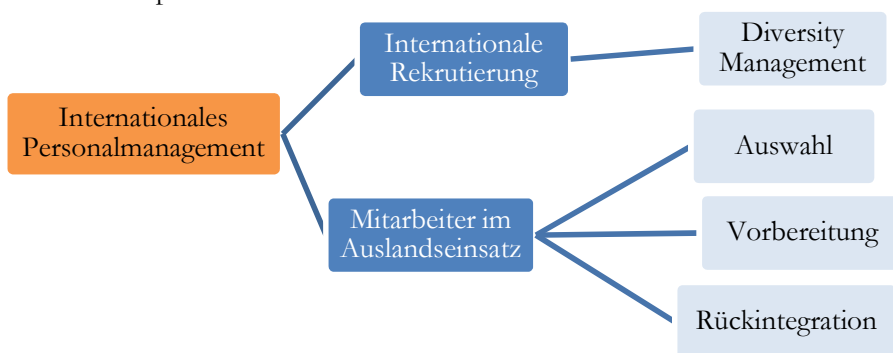 Internationale
Rekrutierung
Diversity
Management
Internationales
Personalmanagement
Auswahl
Mitarbeiter im
Auslandseinsatz
Vorbereitung
Rückintegration